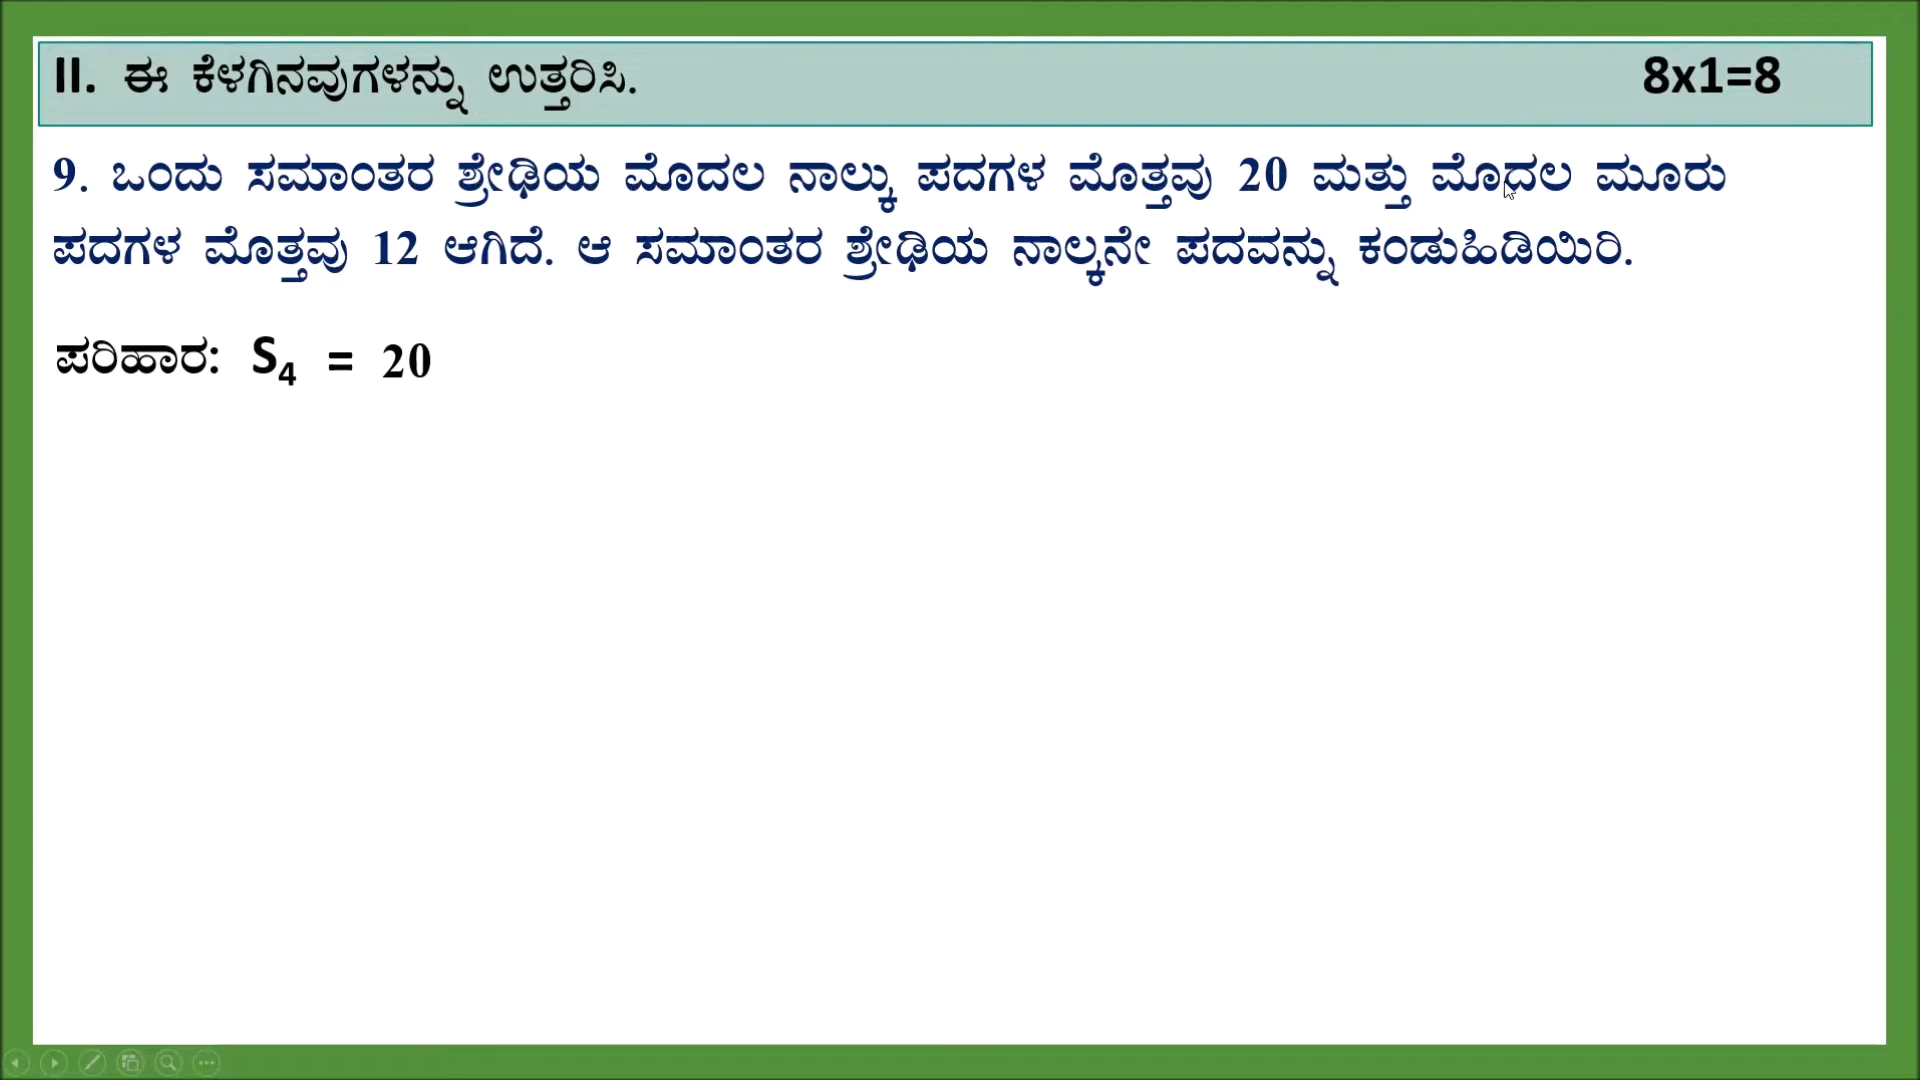 II. ಈ ಕೆಳಗಿನವುಗಳನ್ನು ಉತ್ತರಿಸಿ. 8x1=8
9. ಒಂದು ಸಮಾಂತರ ಶ್ರೇಢಿಯ ಮೊದಲ ನಾಲ್ಕು ಪದಗಳ ಮೊತ್ತವು 20 ಮತ್ತು ಮೊದಲ ಮೂರು
ಪದಗಳ ಮೊತ್ತವು 12 ಆಗಿದೆ. ಆ ಸಮಾಂತರ ಶ್ರೇಢಿಯ ನಾಲ್ಕನೇ ಪದವನ್ನು ಕಂಡುಹಿಡಿಯಿರಿ.
ಪರಿಹಾರ: S₄ = 20